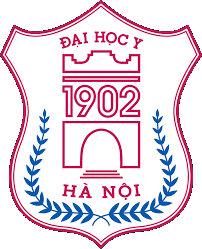 ĐẠI HỌC Y
1902
HÀ NỘI